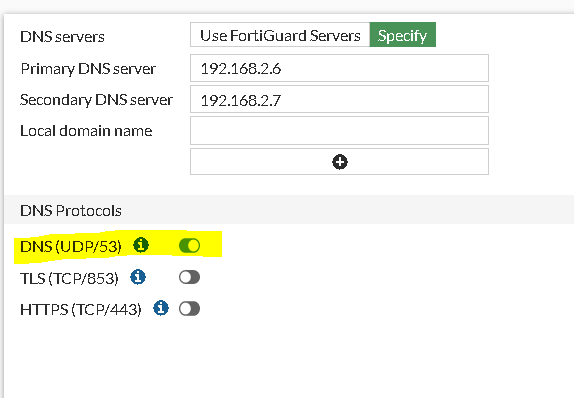 DNS servers Use FortiGuard Servers Specify
Primary DNS server 192.168.2.6
Secondary DNS server 192.168.2.7
Local domain name
DNS Protocols
DNS (UDP/53)
TLS (TCP/853)
HTTPS (TCP/443)